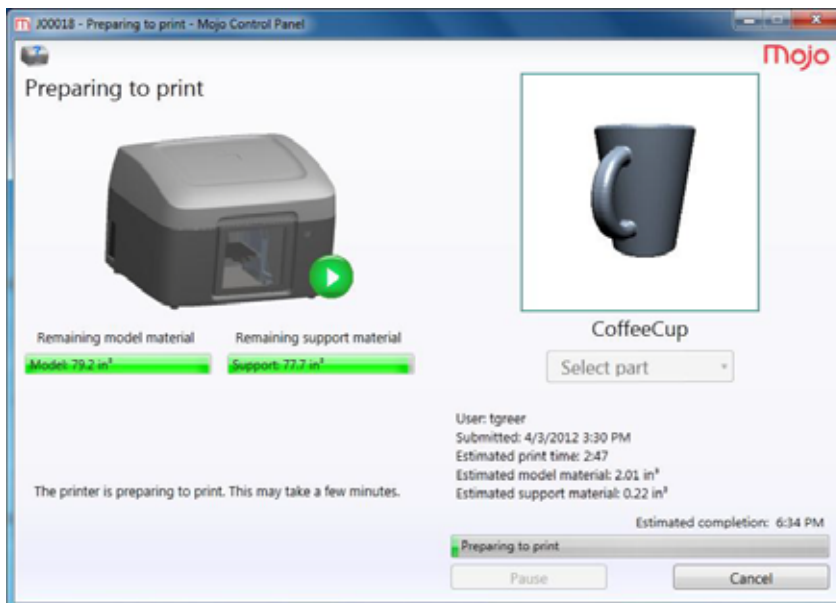 J00018 - Preparing to print - Mojo Control Panel
mojo
Preparing to print
Remaining model material
Remaining support material
Model: 79.2 in³
Support: 77.7 in³
CoffeeCup
Select part
User: tgreer
Submitted: 4/3/2012 3:30 PM
Estimated print time: 2:47
Estimated model material: 2.01 in³
Estimated support material: 0.22 in³
The printer is preparing to print. This may take a few minutes.
Estimated completion: 6:34 PM
Preparing to print
Pause
Cancel